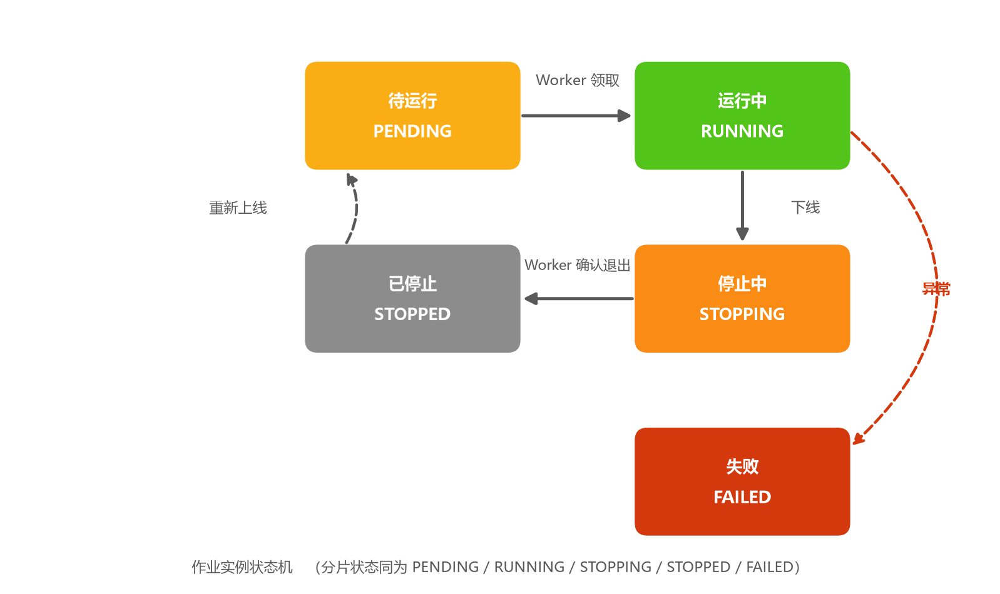 Worker 领取
待运行
PENDING
运行中
RUNNING
重新上线
下线
Worker 确认退出
已停止
STOPPED
停止中
STOPPING
异常
失败
FAILED
作业实例状态机 （分片状态同为 PENDING / RUNNING / STOPPING / STOPPED / FAILED）